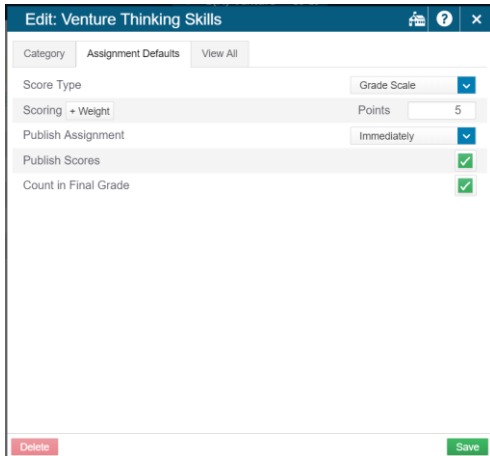 Edit: Venture Thinking Skills ?
Category Assignment Defaults View All
Score Type Grade Scale
Scoring + Weight Points 5
Publish Assignment Immediately
Publish Scores
Count in Final Grade
Delete Save